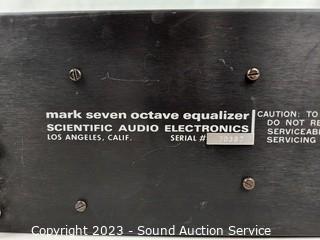 mark seven octave equalizer
SCIENTIFIC AUDIO ELECTRONICS
LOS ANGELES, CALIF. SERIAL #
CAUTION: TO
DO NOT RE
SERVICEABL
SERVICING
Copyright 2023 - Sound Auction Service